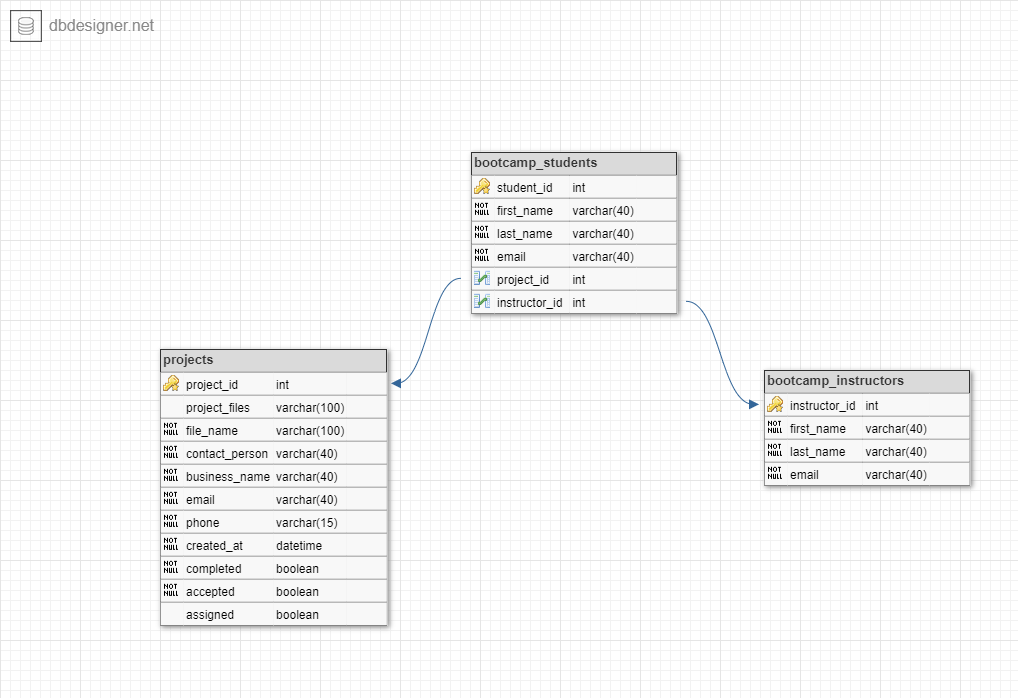 dbdesigner.net
bootcamp_students
student_id int
NOT NULL first_name varchar(40)
NOT NULL last_name varchar(40)
NOT NULL email varchar(40)
project_id int
instructor_id int
projects
project_id int
project_files varchar(100)
NOT NULL file_name varchar(100)
NOT NULL contact_person varchar(40)
NOT NULL business_name varchar(40)
NOT NULL email varchar(40)
NOT NULL phone varchar(15)
NOT NULL created_at datetime
NOT NULL completed boolean
NOT NULL accepted boolean
assigned boolean
bootcamp_instructors
instructor_id int
NOT NULL first_name varchar(40)
NOT NULL last_name varchar(40)
NOT NULL email varchar(40)